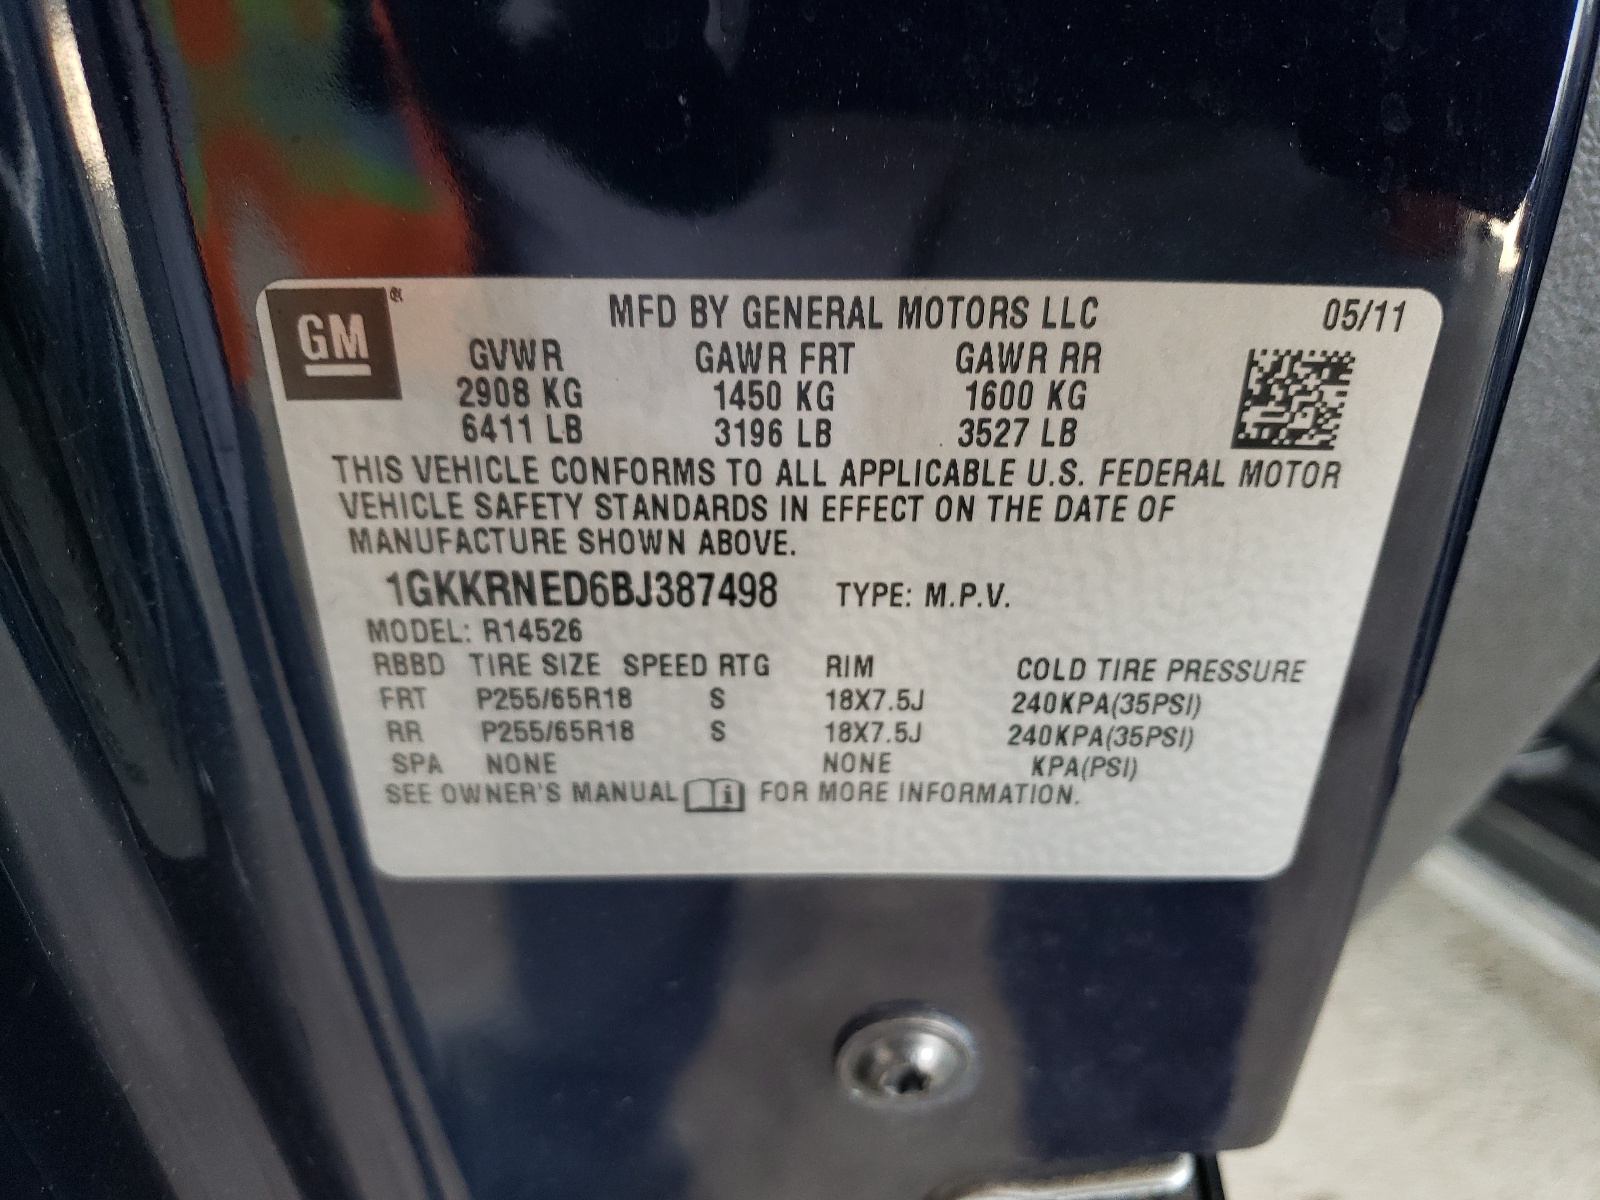 GM®
MFD BY GENERAL MOTORS LLC 05/11
GVWR GAWR FRT GAWR RR
2908 KG 1450 KG 1600 KG
6411 LB 3196 LB 3527 LB
THIS VEHICLE CONFORMS TO ALL APPLICABLE U.S. FEDERAL MOTOR
VEHICLE SAFETY STANDARDS IN EFFECT ON THE DATE OF
MANUFACTURE SHOWN ABOVE.
1GKKRNED6BJ387498 TYPE: M.P.V.
MODEL: R14526
RBBD TIRE SIZE SPEED RTG RIM COLD TIRE PRESSURE
FRT P255/65R18 S 18X7.5J 240KPA(35PSI)
RR P255/65R18 S 18X7.5J 240KPA(35PSI)
SPA NONE NONE KPA(PSI)
SEE OWNER'S MANUAL i FOR MORE INFORMATION.